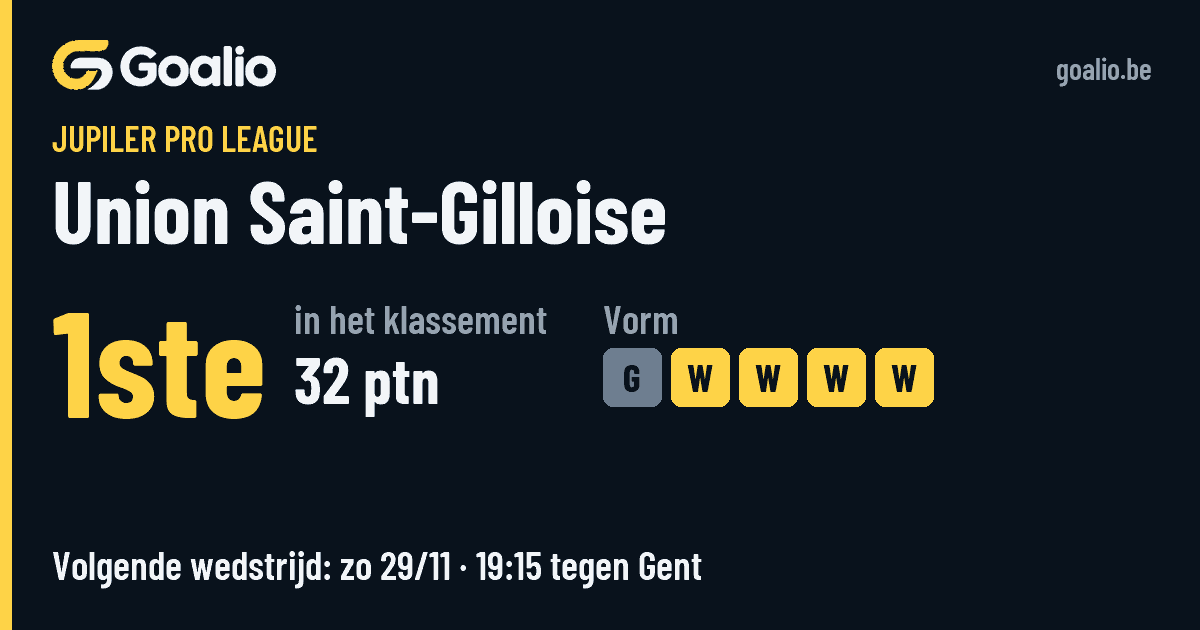 Goalio
goalio.be
JUPILER PRO LEAGUE
Union Saint-Gilloise
1ste
in het klassement
32 ptn
Vorm
G W W W W
Volgende wedstrijd: zo 29/11 · 19:15 tegen Gent